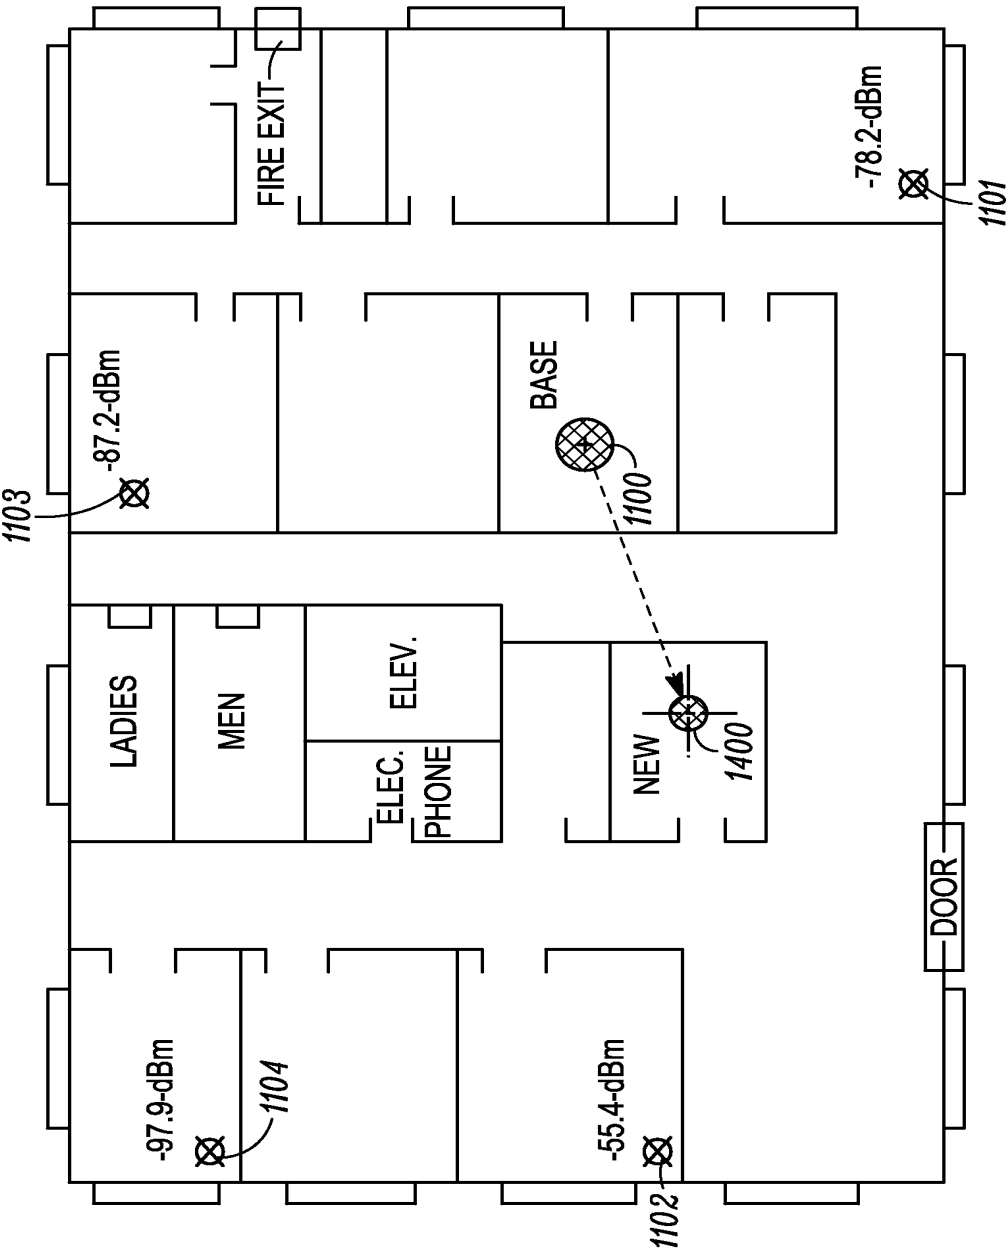 1103
-87.2-dBm
FIRE EXIT
-78.2-dBm
1101
BASE
1100
LADIES
MEN
ELEV.
ELEC.
PHONE
NEW
1400
DOOR
-97.9-dBm
1104
-55.4-dBm
1102